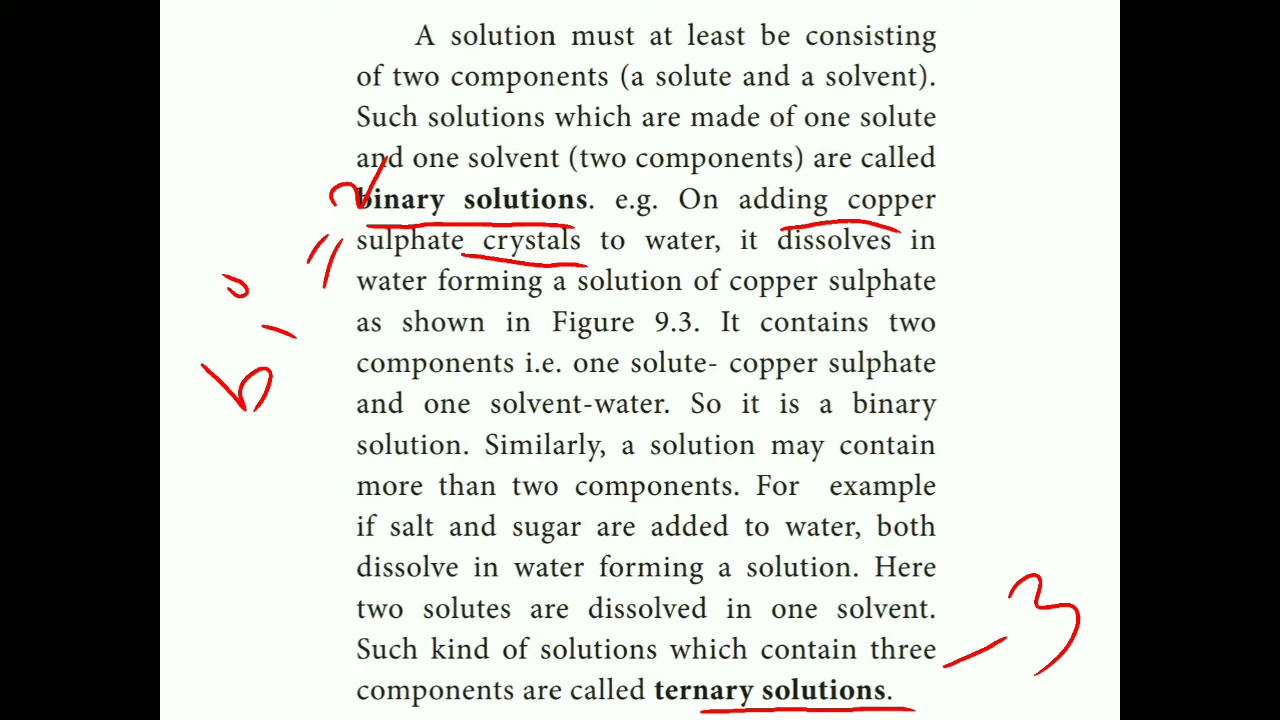 A solution must at least be consisting
of two components (a solute and a solvent).
Such solutions which are made of one solute
and one solvent (two components) are called
binary solutions. e.g. On adding copper
sulphate crystals to water, it dissolves in
water forming a solution of copper sulphate
as shown in Figure 9.3. It contains two
components i.e. one solute- copper sulphate
and one solvent-water. So it is a binary
solution. Similarly, a solution may contain
more than two components. For example
if salt and sugar are added to water, both
dissolve in water forming a solution. Here
two solutes are dissolved in one solvent.
Such kind of solutions which contain three
components are called ternary solutions.
3